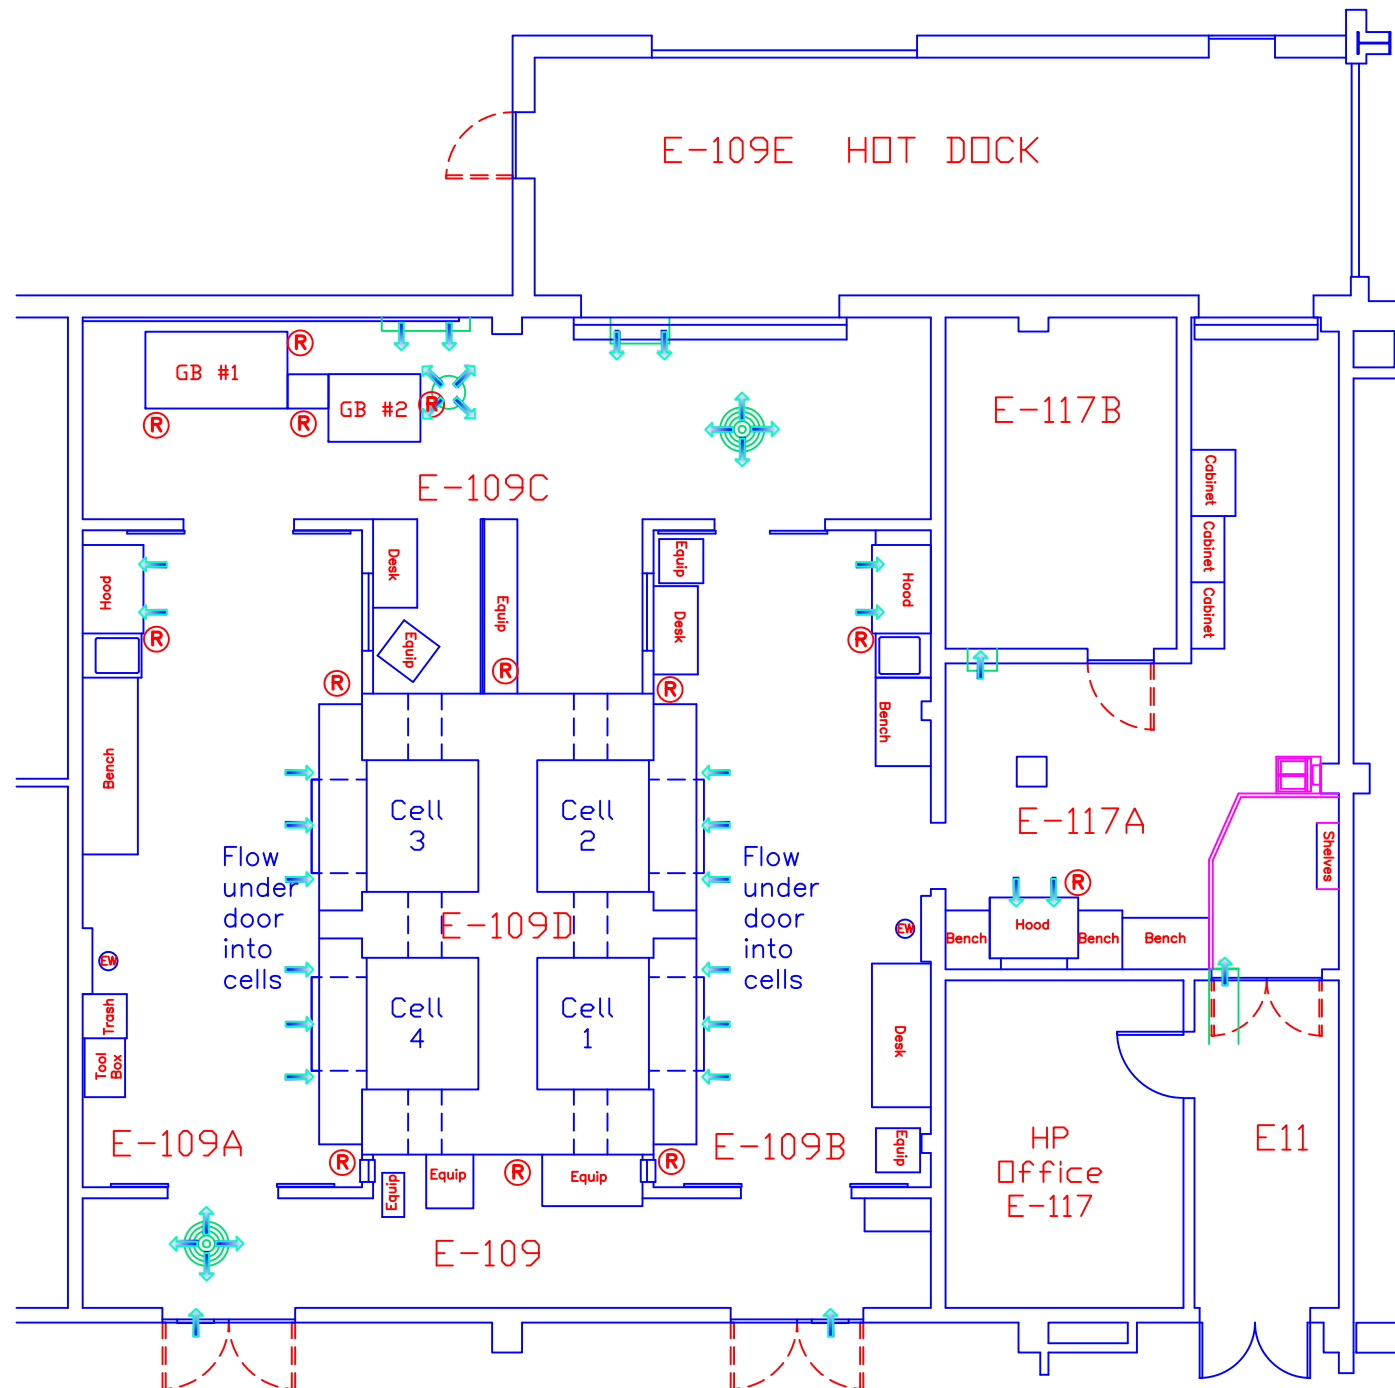 E-109E HOT DOCK
R
GB #1
GB #2
R
R
R
E-117B
E-109C
Cabinet
Cabinet
Cabinet
Hood
R
Desk
Equip
Equip
R
R
Equip
Desk
R
Hood
R
Bench
Bench
Cell
3
Cell
2
E-117A
Shelves
Flow
under
door
into
cells
Flow
under
door
into
cells
E-109D
R
Hood
Bench
Bench
Bench
EW
EW
Cell
4
Cell
1
Trash
Tool
Box
Desk
E-109A
E-109B
Equip
HP
Office
E-117
E11
R
R
R
Equip
Equip
Equip
E-109